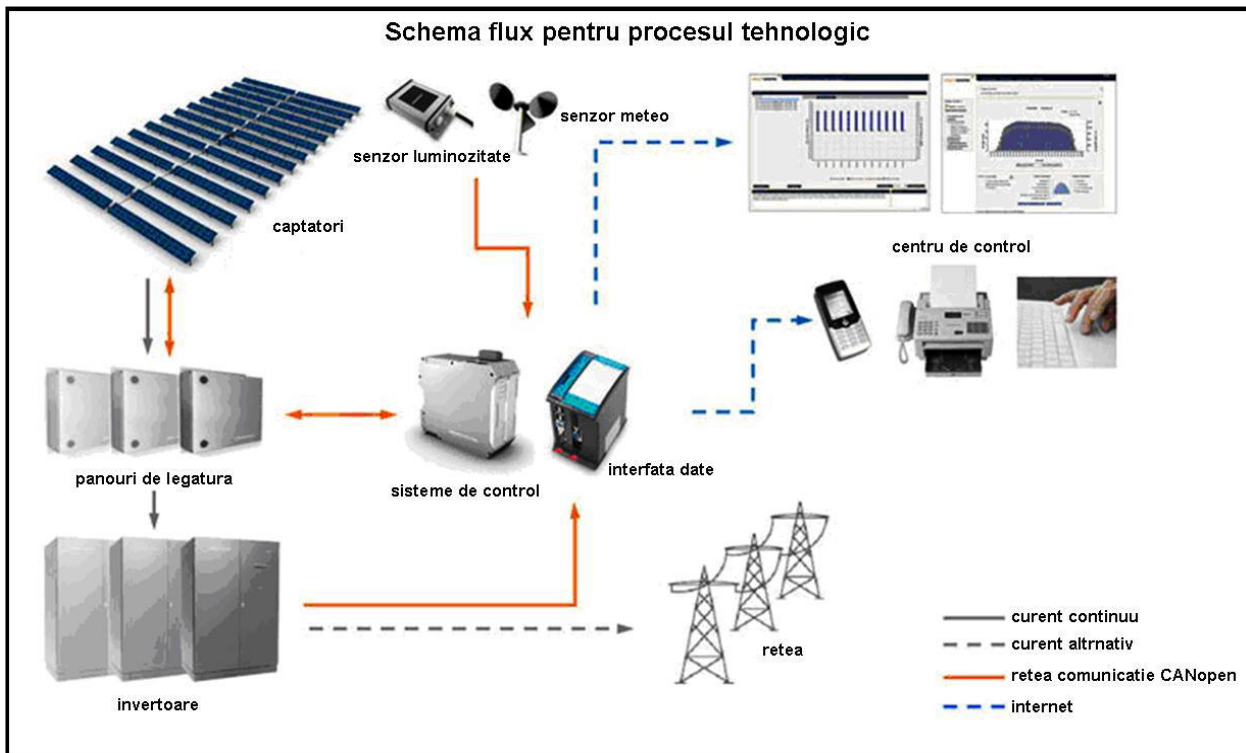 Schema flux pentru procesul tehnologic
senzor meteo
senzor luminozitate
captatori
centru de control
panouri de legatura
sisteme de control
interfata date
invertoare
retea
curent continuu
curent altrnativ
retea comunicatie CANopen
internet